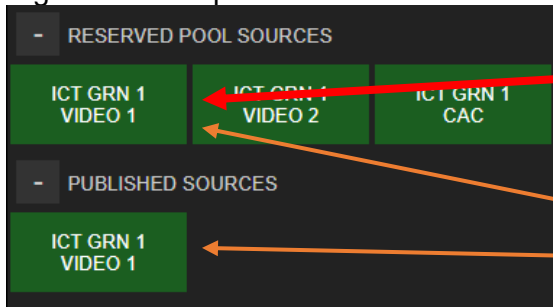 - RESERVED POOL SOURCES
ICT GRN 1
VIDEO 1
ICT GRN 1
VIDEO 2
ICT GRN 1
CAC
- PUBLISHED SOURCES
ICT GRN 1
VIDEO 1